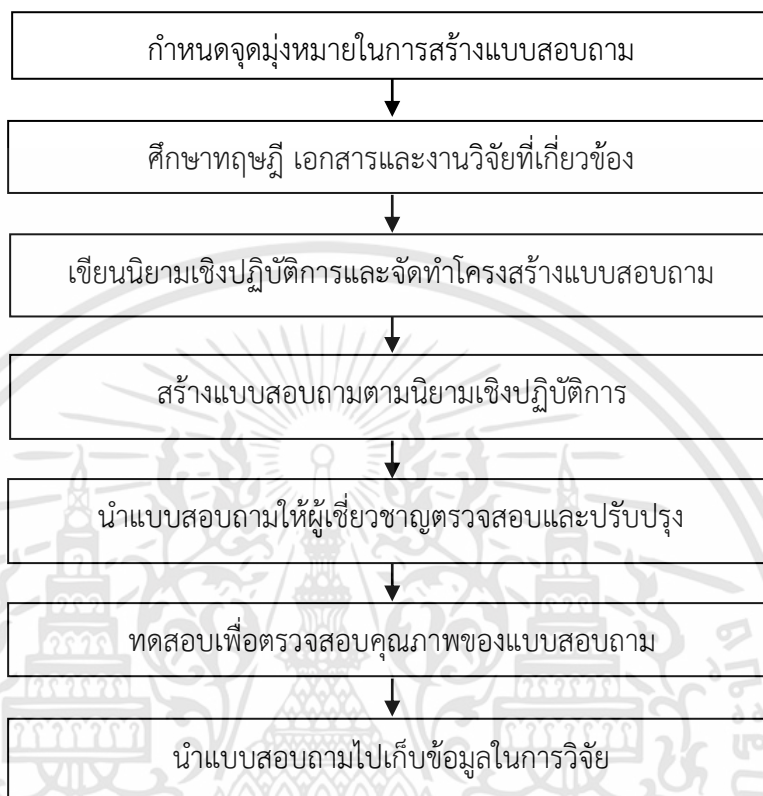 กำหนดจุดมุ่งหมายในการสร้างแบบสอบถาม
ศึกษาทฤษฎี เอกสารและงานวิจัยที่เกี่ยวข้อง
เขียนนิยามเชิงปฏิบัติการและจัดทำโครงสร้างแบบสอบถาม
สร้างแบบสอบถามตามนิยามเชิงปฏิบัติการ
นำแบบสอบถามให้ผู้เชี่ยวชาญตรวจสอบและปรับปรุง
ทดสอบเพื่อตรวจสอบคุณภาพของแบบสอบถาม
นำแบบสอบถามไปเก็บข้อมูลในการวิจัย